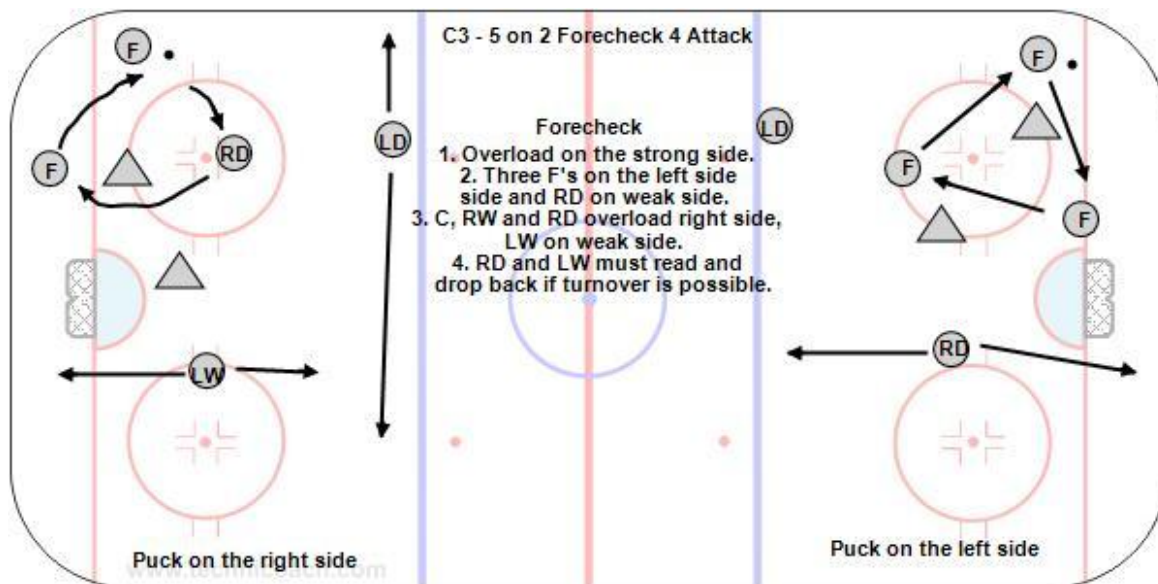 C3 - 5 on 2 Forecheck 4 Attack
F
F
RD
LD
LW
Forecheck
1. Overload on the strong side.
2. Three F's on the left side
side and RD on weak side.
3. C, RW and RD overload right side,
LW on weak side.
4. RD and LW must read and
drop back if turnover is possible.
LD
F
F
F
RD
Puck on the right side
Puck on the left side
www.technicoach.com